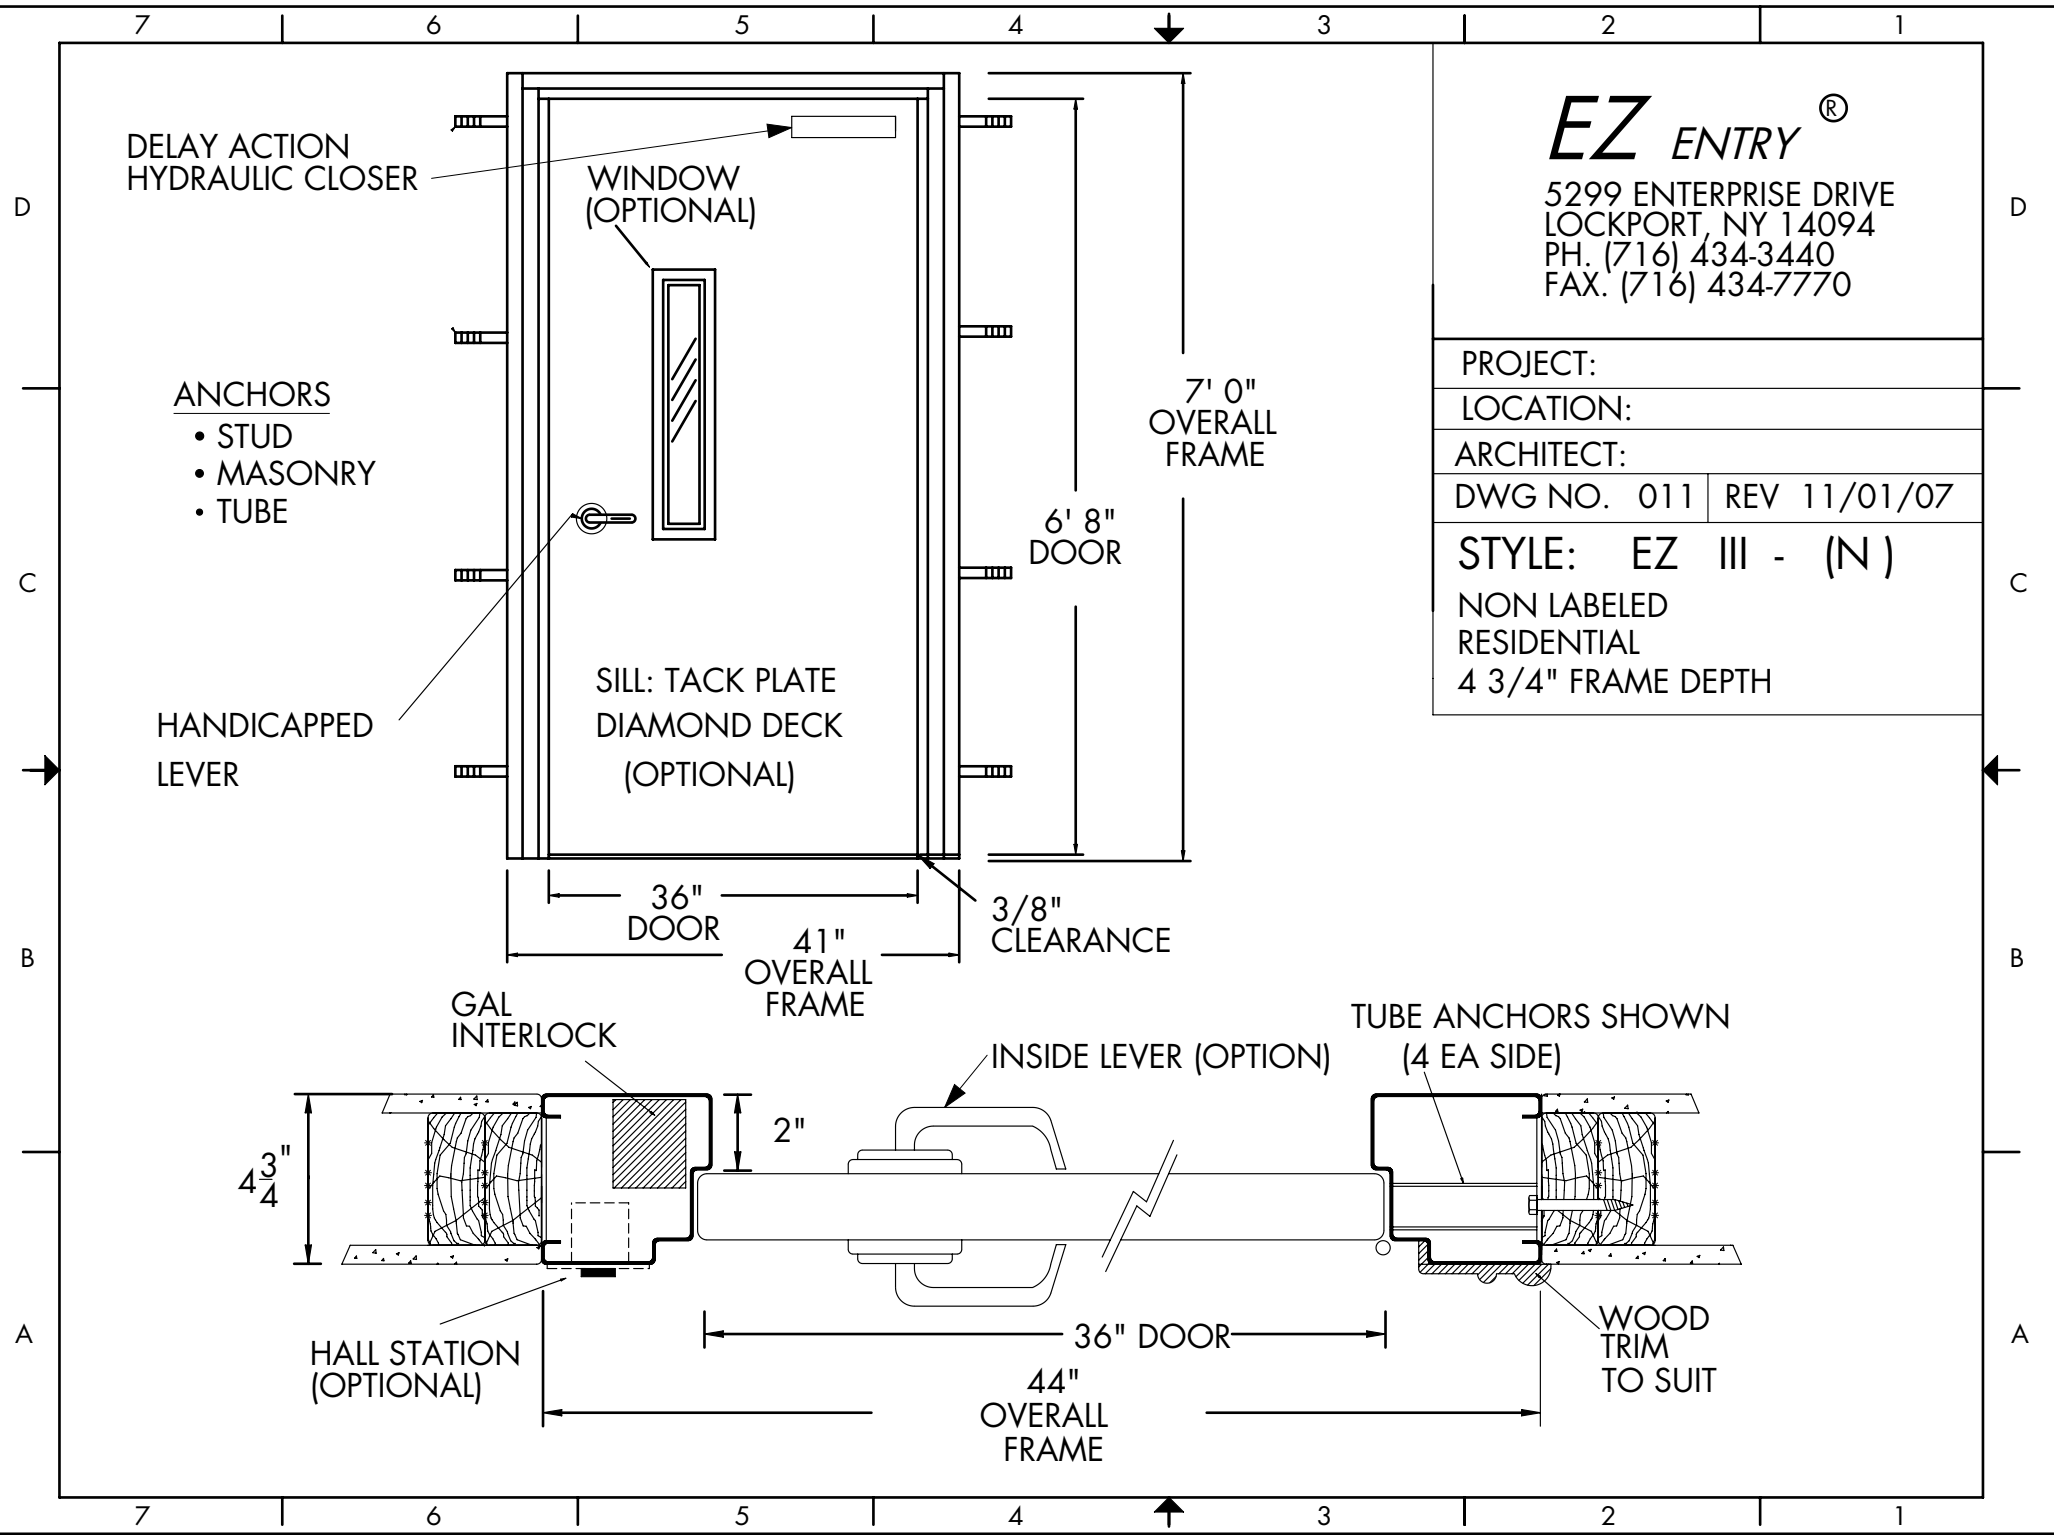 7 6 5 4 3 2 1
D
D
C
C
B
B
A
A
DELAY ACTION
HYDRAULIC CLOSER
WINDOW
(OPTIONAL)
ANCHORS
• STUD
• MASONRY
• TUBE
HANDICAPPED
LEVER
SILL: TACK PLATE
DIAMOND DECK
(OPTIONAL)
7' 0"
OVERALL
FRAME
6' 8"
DOOR
36"
DOOR
41"
OVERALL
FRAME
3/8"
CLEARANCE
EZ ENTRY ®
5299 ENTERPRISE DRIVE
LOCKPORT, NY 14094
PH. (716) 434-3440
FAX. (716) 434-7770
PROJECT:
LOCATION:
ARCHITECT:
DWG NO. 011 REV 11/01/07
STYLE: EZ III - (N )
NON LABELED
RESIDENTIAL
4 3/4" FRAME DEPTH
GAL
INTERLOCK
INSIDE LEVER (OPTION)
TUBE ANCHORS SHOWN
(4 EA SIDE)
2"
4 3/4"
HALL STATION
(OPTIONAL)
36" DOOR
44"
OVERALL
FRAME
WOOD
TRIM
TO SUIT
7 6 5 4 3 2 1